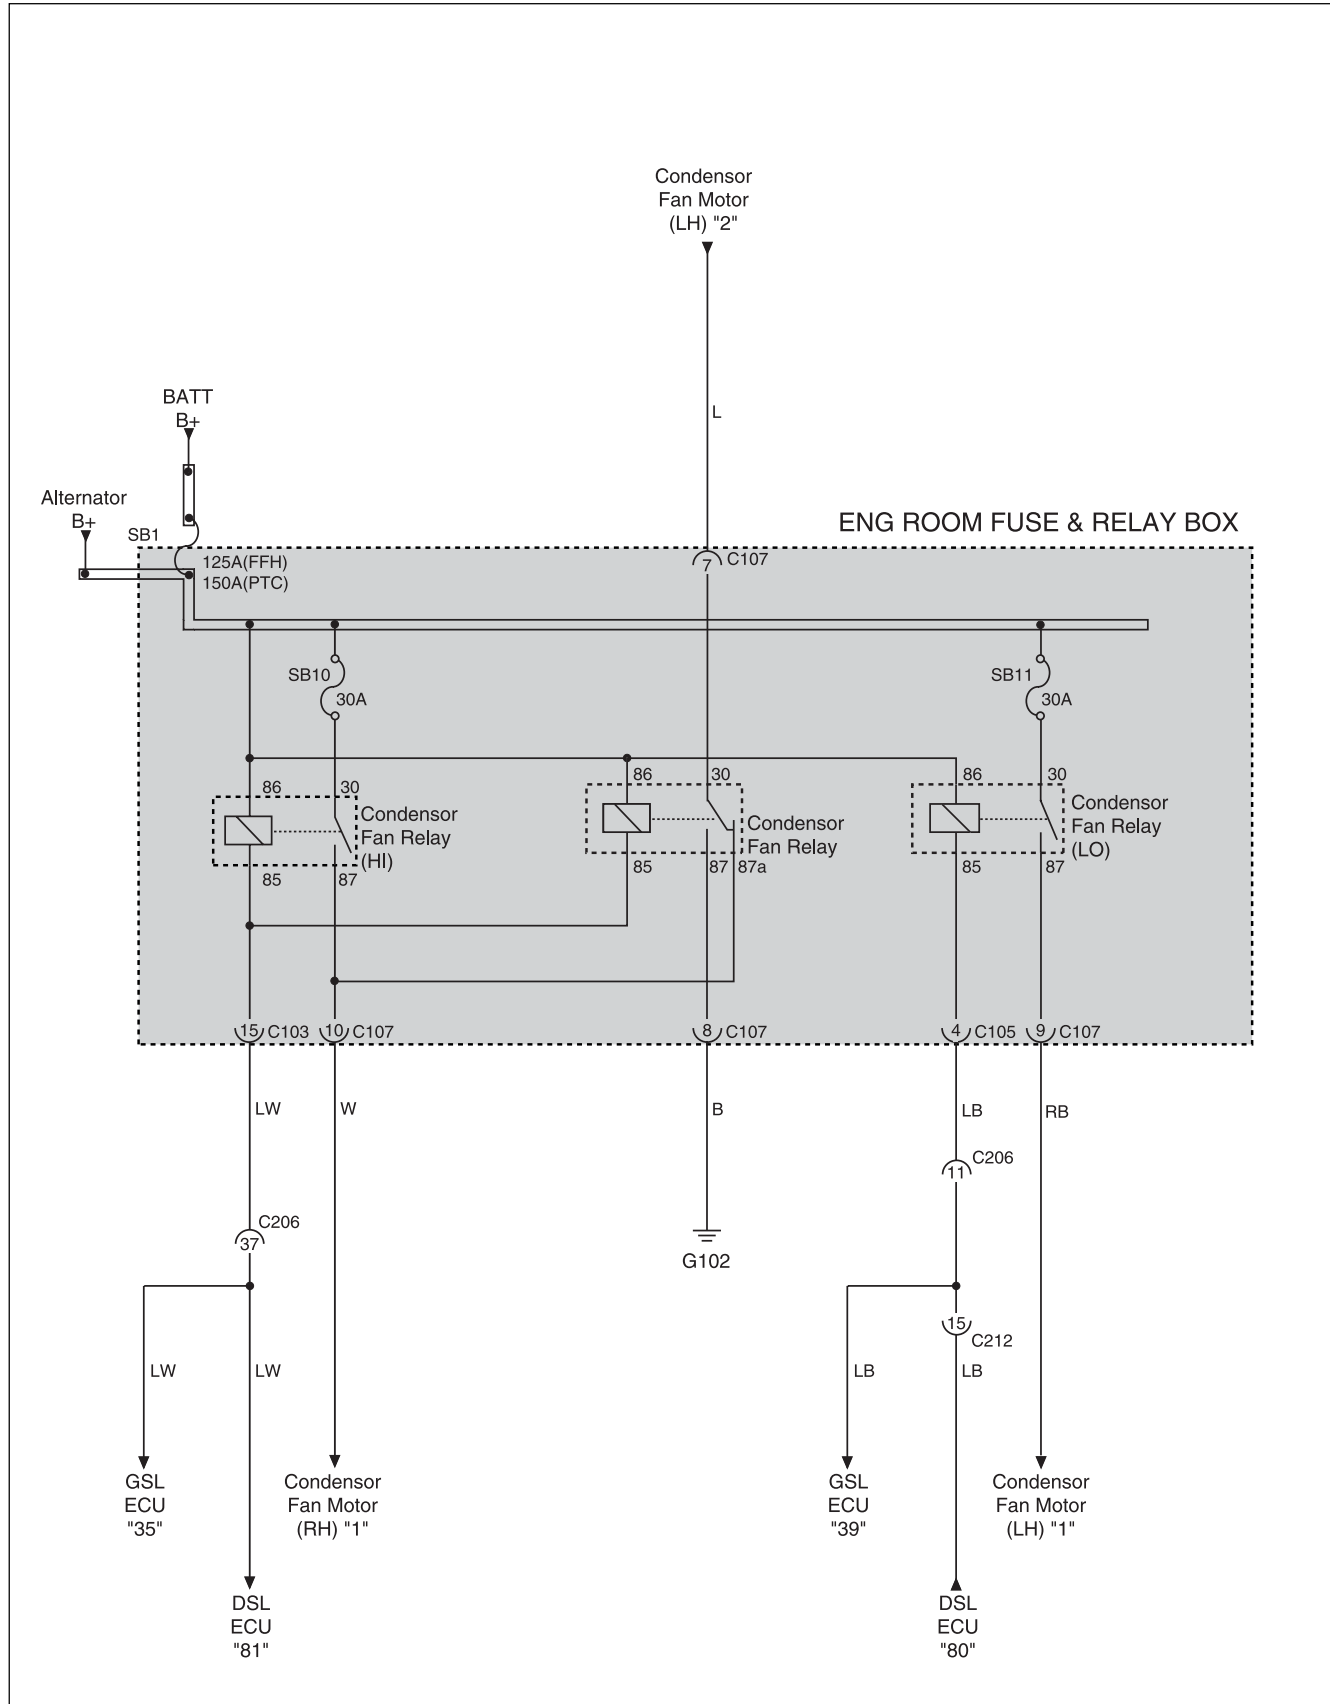 Condensor
Fan Motor
(LH) "2"
L
BATT
B+
Alternator
B+
SB1
125A(FFH)
150A(PTC)
ENG ROOM FUSE & RELAY BOX
7
C107
SB10
30A
SB11
30A
86
30
Condensor
Fan Relay
(HI)
85
87
86
30
Condensor
Fan Relay
85
87
87a
86
30
Condensor
Fan Relay
(LO)
85
87
15
C103
10
C107
8
C107
4
C105
9
C107
LW
W
B
LB
RB
C206
11
C206
37
G102
15
C212
LW
LW
LB
LB
GSL
ECU
"35"
Condensor
Fan Motor
(RH) "1"
GSL
ECU
"39"
Condensor
Fan Motor
(LH) "1"
DSL
ECU
"81"
DSL
ECU
"80"